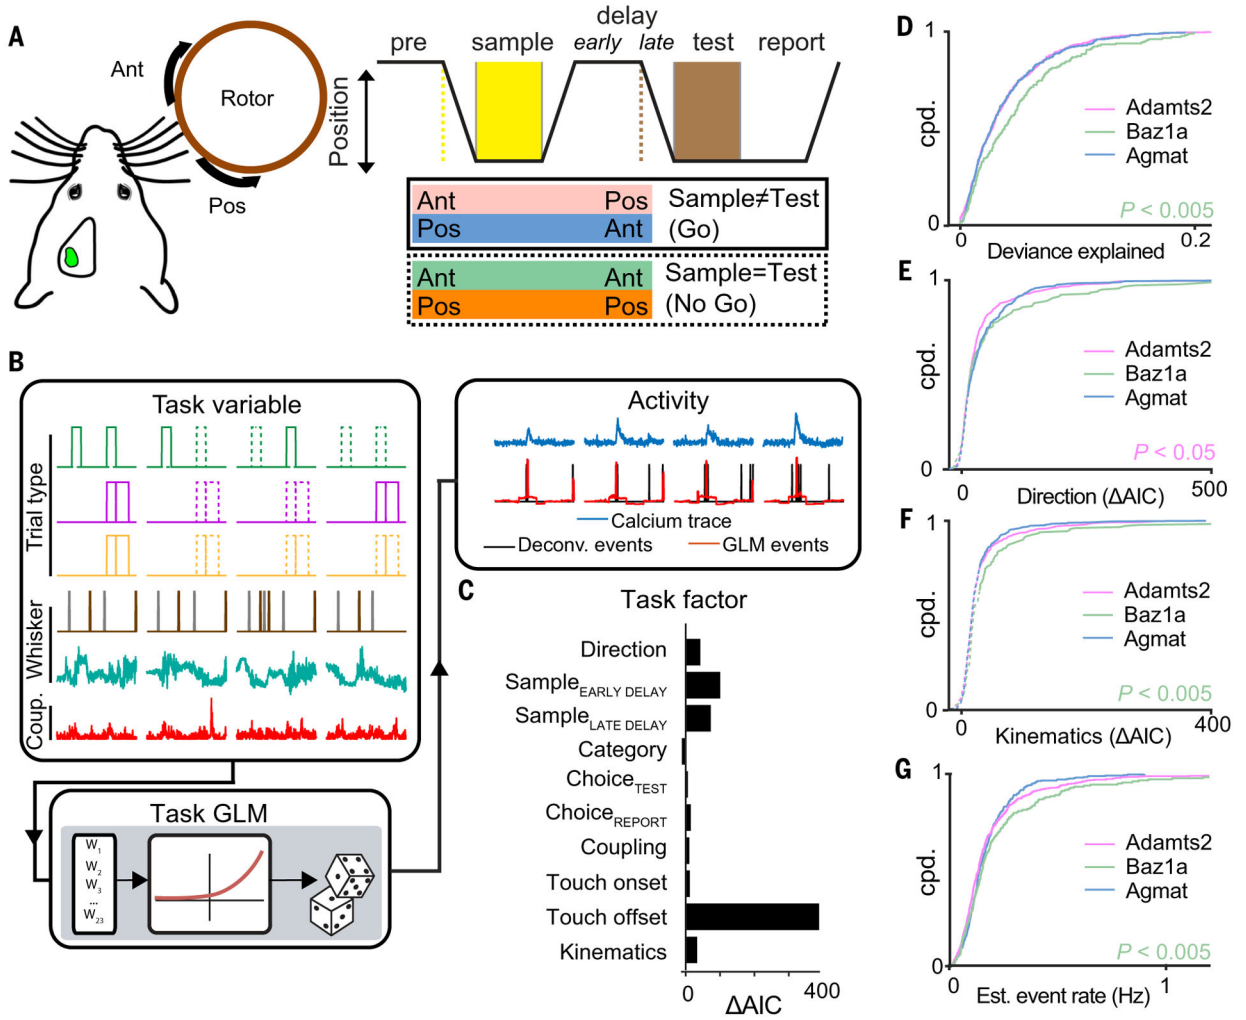 A
Ant
Rotor
Pos
Position
delay
pre sample early late test report
Ant Pos Sample≠Test
Pos Ant (Go)
Ant Ant Sample=Test
Pos Pos (No Go)
B
Task variable
Trial type
Whisker
Coup.
Activity
Calcium trace
Deconv. events GLM events
Task GLM
W1
W2
W3
...
W23
C
Task factor
Direction
SampleEARLY DELAY
SampleLATE DELAY
Category
ChoiceTEST
ChoiceREPORT
Coupling
Touch onset
Touch offset
Kinematics
0 400
ΔAIC
D
1
cpd.
Adamts2
Baz1a
Agmat
P < 0.005
0
0 0.2
Deviance explained
E
1
cpd.
Adamts2
Baz1a
Agmat
P < 0.05
0
0 500
Direction (ΔAIC)
F
1
cpd.
Adamts2
Baz1a
Agmat
P < 0.005
0
0 400
Kinematics (ΔAIC)
G
1
cpd.
Adamts2
Baz1a
Agmat
P < 0.005
0
0 1
Est. event rate (Hz)